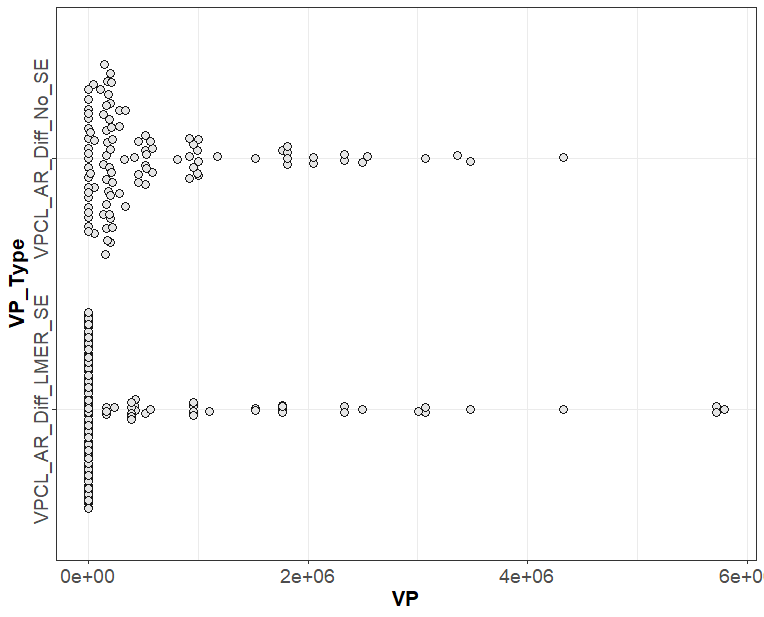 VP_Type
VPCL_AR_Diff_No_SE
VPCL_AR_Diff_LMER_SE
0e+00
2e+06
4e+06
6e+0
VP